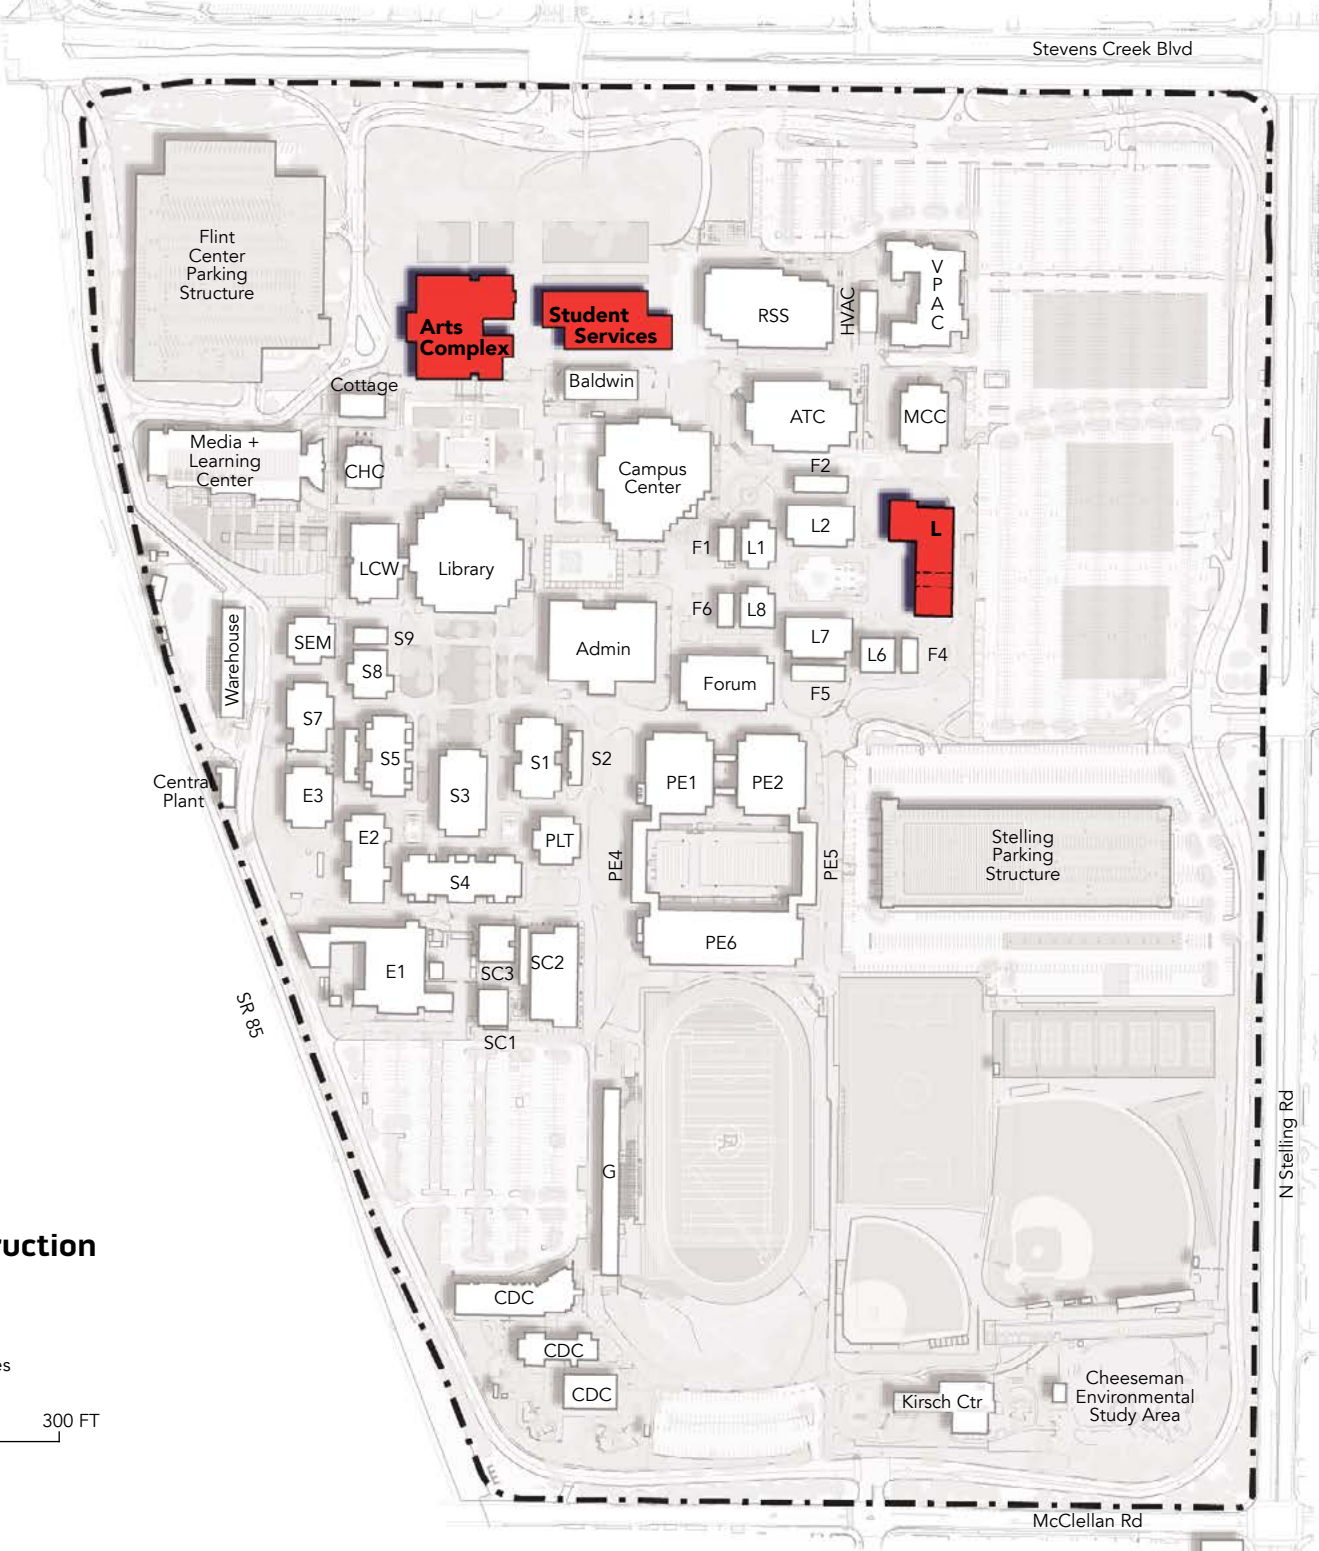 Stevens Creek Blvd
Flint
Center
Parking
Structure
Arts
Complex
Student
Services
RSS
HVAC
V
P
A
C
Cottage
Baldwin
ATC
MCC
Media +
Learning
Center
CHC
Campus
Center
F2
L2
L
F1
L1
LCW
Library
F6
L8
Warehouse
SEM
S9
S8
Admin
L7
L6
F4
Forum
F5
S7
S5
S1
S2
PE1
PE2
Central
Plant
E3
S3
E2
PLT
S4
PE4
PE5
Stelling
Parking
Structure
PE6
E1
SC3
SC2
SC1
SR 85
G
N Stelling Rd
CDC
CDC
CDC
Kirsch Ctr
Cheeseman
Environmental
Study Area
300 FT
McClellan Rd